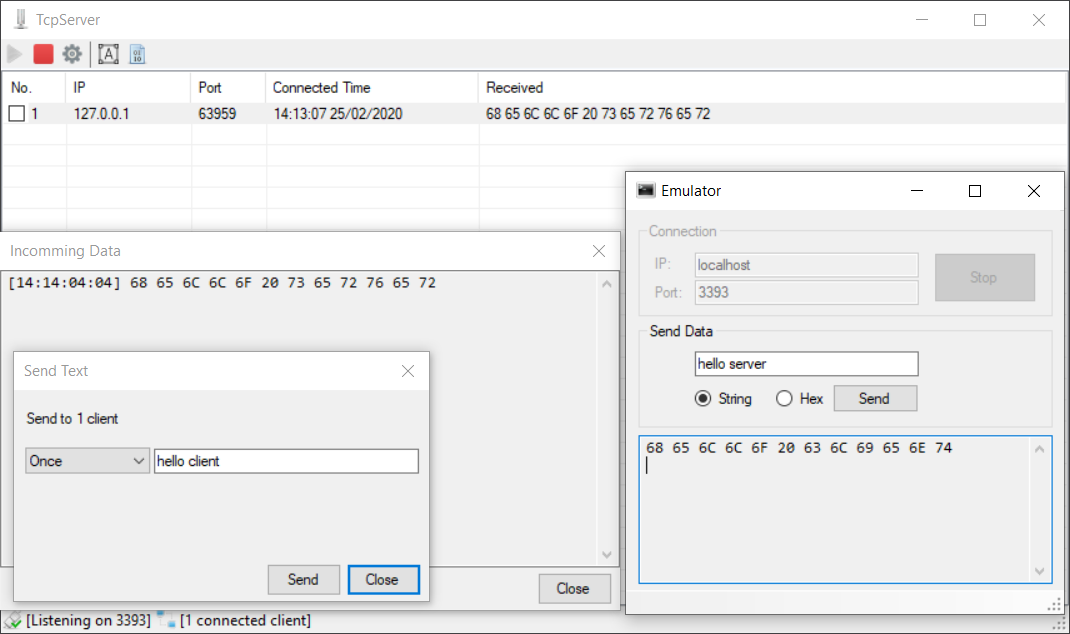 TcpServer
A
01
10
No. IP Port Connected Time Received
1 127.0.0.1 63959 14:13:07 25/02/2020 68 65 6C 6C 6F 20 73 65 72 76 65 72
Incomming Data
[14:14:04:04] 68 65 6C 6C 6F 20 73 65 72 76 65 72
Send Text
Send to 1 client
Once hello client
Send Close
Close
Emulator
Connection
IP: localhost
Stop
Port: 3393
Send Data
hello server
String Hex Send
68 65 6C 6C 6F 20 63 6C 69 65 6E 74
[Listening on 3393] [1 connected client]